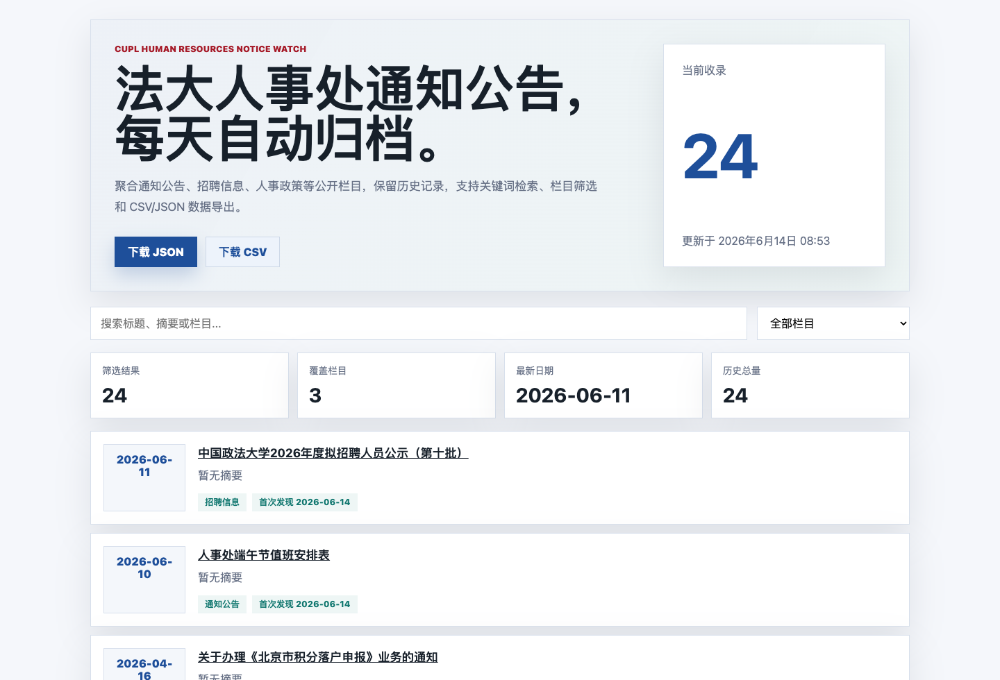 CUPL HUMAN RESOURCES NOTICE WATCH
法大人事处通知公告，
每天自动归档。
聚合通知公告、招聘信息、人事政策等公开栏目，保留历史记录，支持关键词检索、栏目筛选
和 CSV/JSON 数据导出。
下载 JSON
下载 CSV
当前收录
24
更新于 2026年6月14日 08:53
搜索标题、摘要或栏目...
全部栏目
筛选结果
24
覆盖栏目
3
最新日期
2026-06-11
历史总量
24
2026-06-
11
中国政法大学2026年度拟招聘人员公示（第十批）
暂无摘要
招聘信息
首次发现 2026-06-14
2026-06-
10
人事处端午节值班安排表
暂无摘要
通知公告
首次发现 2026-06-14
2026-04-
16
关于办理《北京市积分落户申报》业务的通知
暂无摘要